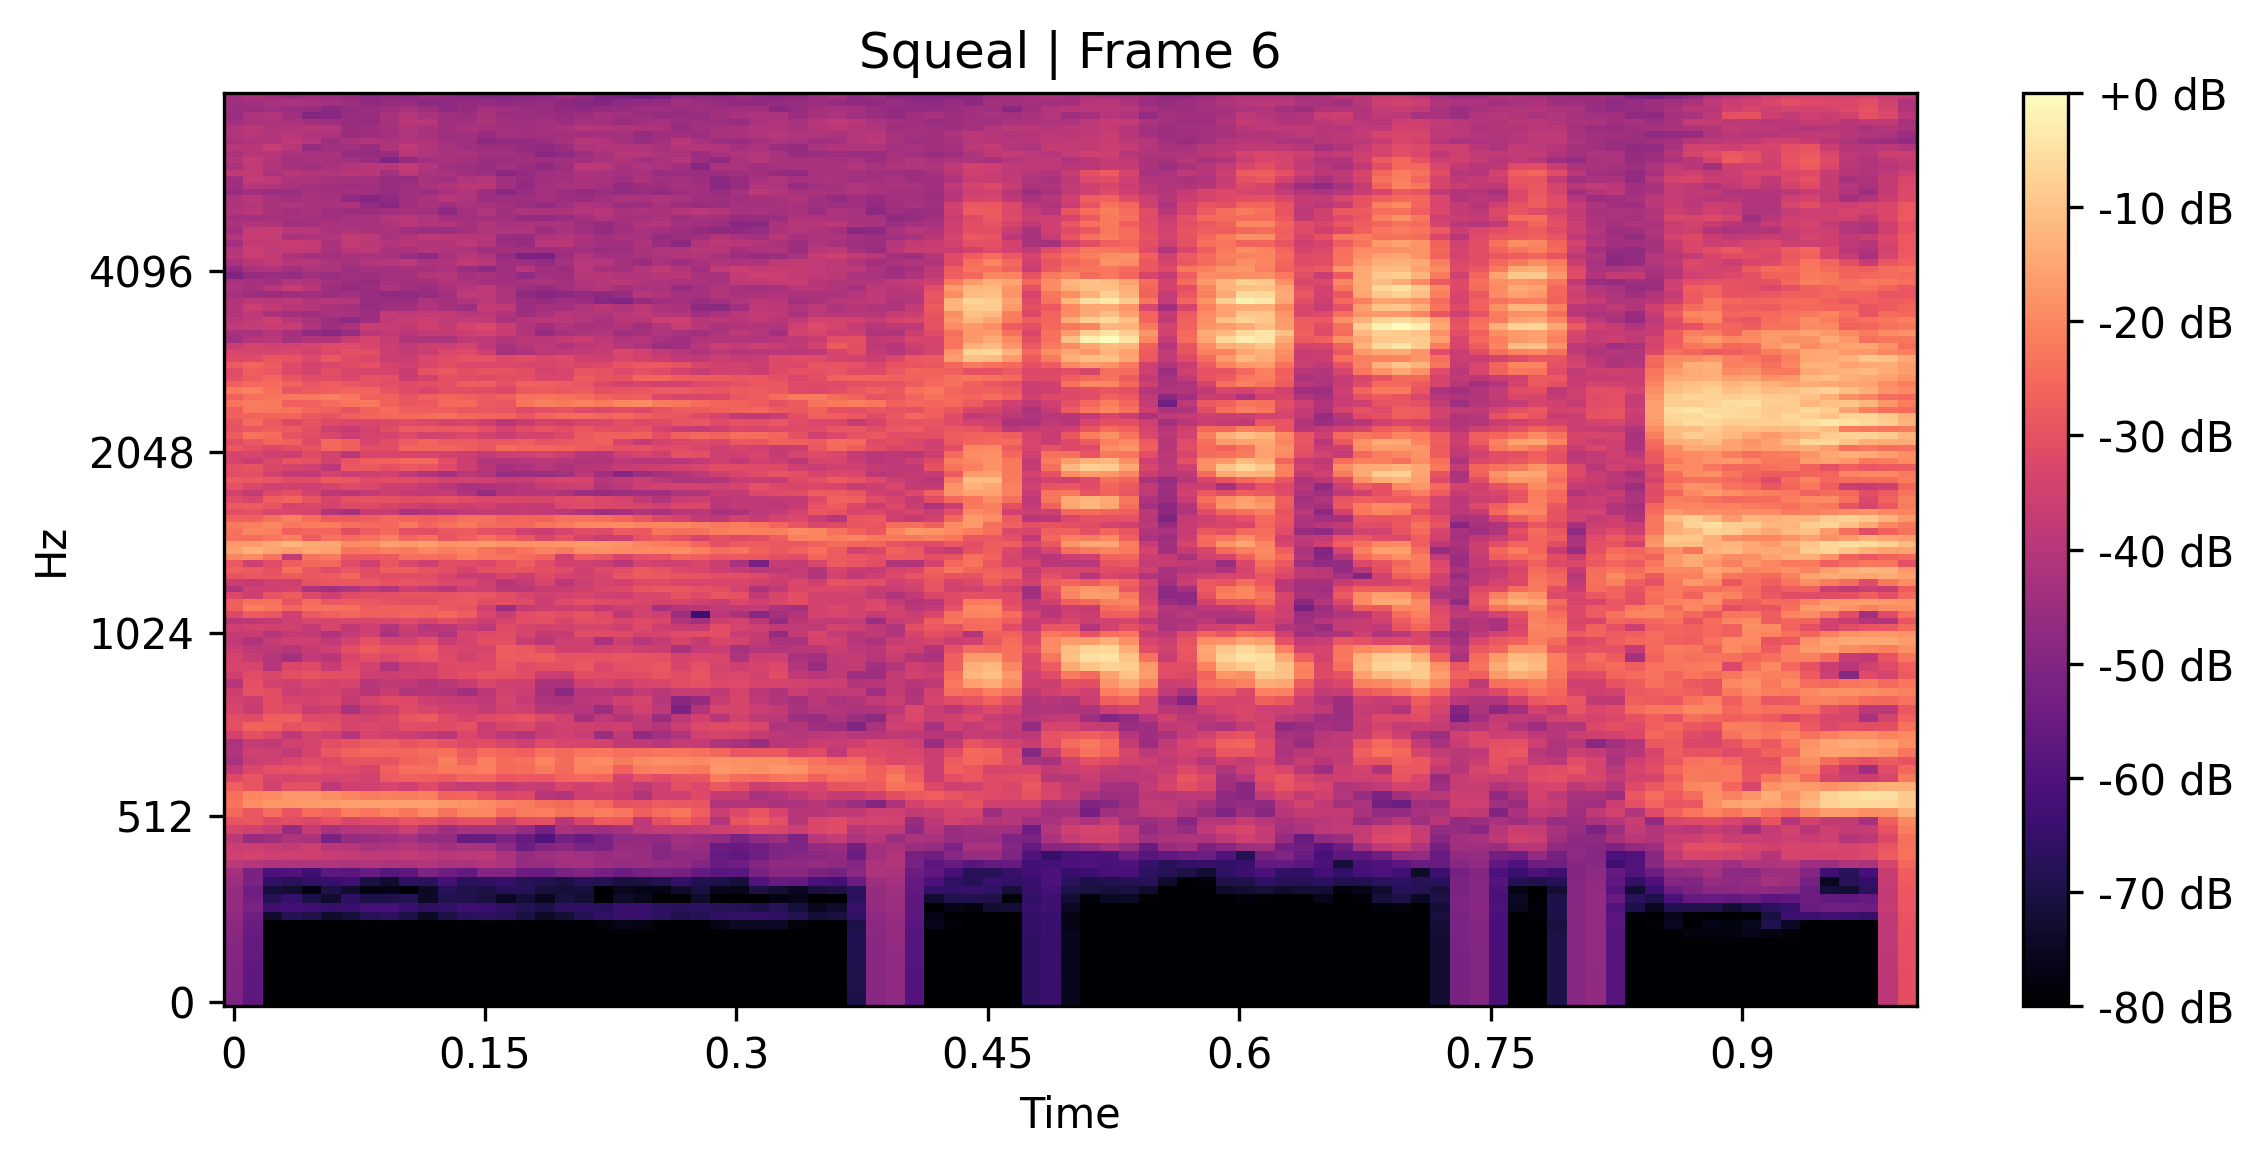 Squeal | Frame 6
+0 dB
-10 dB
-20 dB
-30 dB
-40 dB
-50 dB
-60 dB
-70 dB
-80 dB
Hz
4096
2048
1024
512
0
0 0.15 0.3 0.45 0.6 0.75 0.9
Time